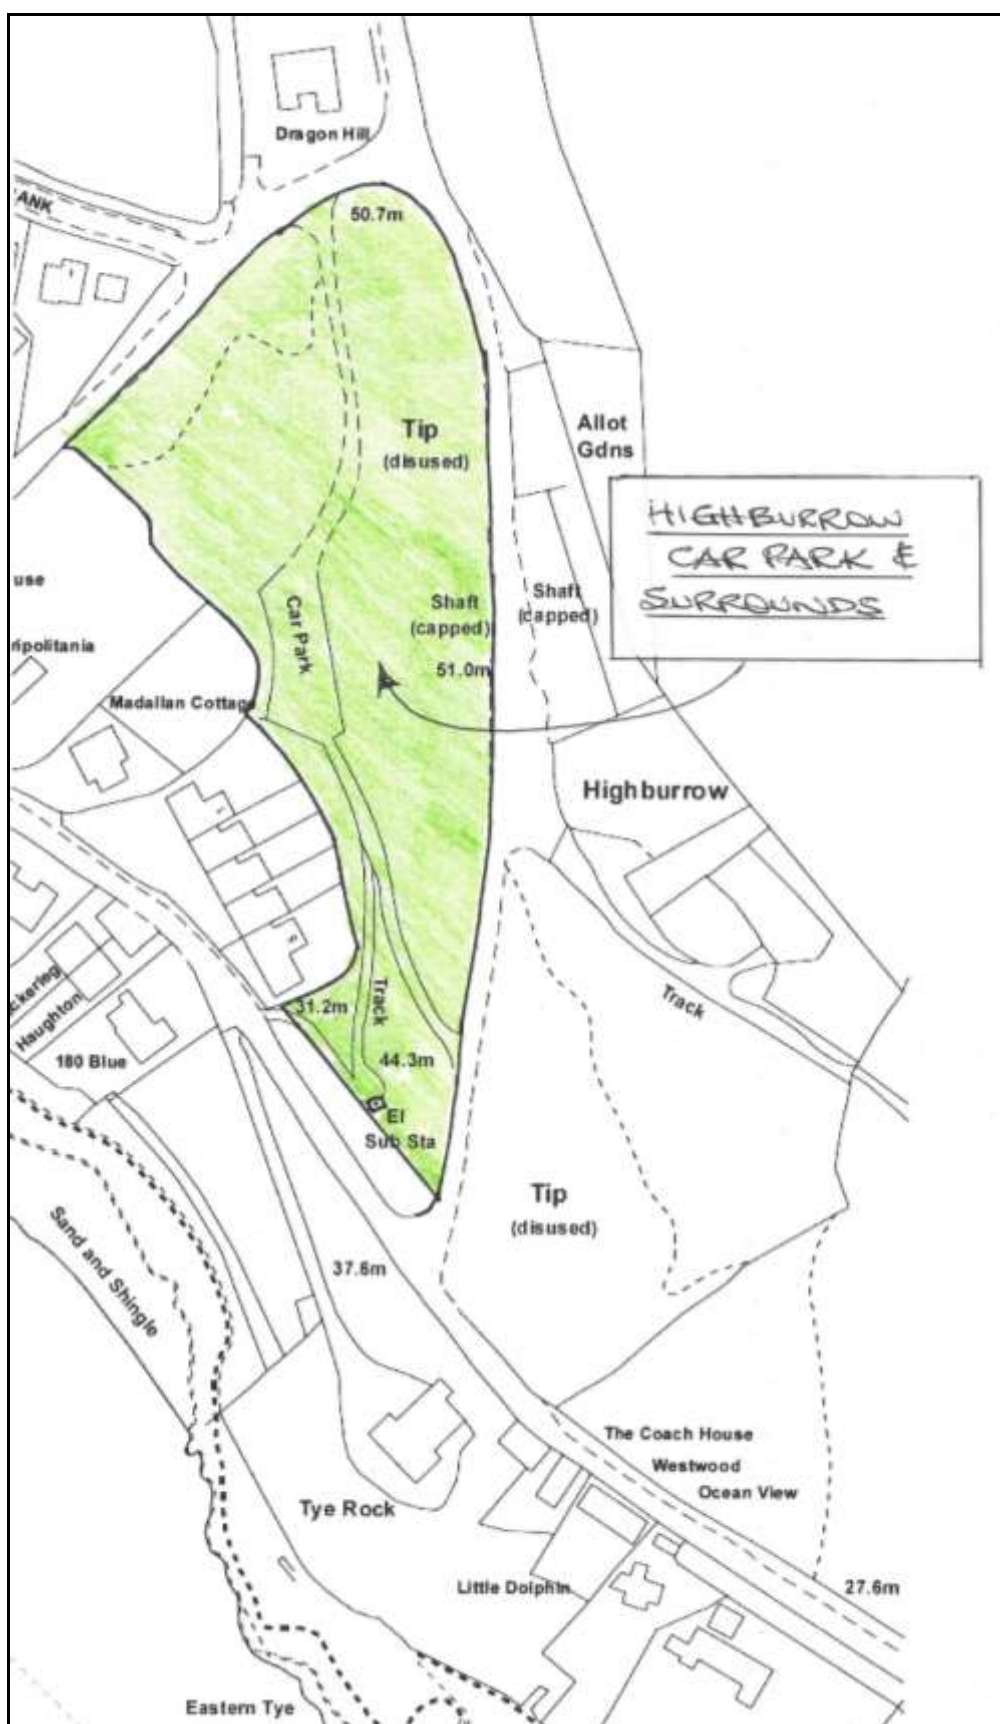 Dragon Hill
ANK
50.7m
Tip
(disused)
Allot
Gdns
HIGHBURROW
CAR PARK &
SURROUNDS
use
Car Park
Shaft
(capped)
Shaft
(capped)
51.0m
ripolitania
Madallan Cottage
Highburrow
ckerleg
Haughton
180 Blue
31.2m
Track
44.3m
El
Sub Sta
Track
Tip
(disused)
Sand and Shingle
37.6m
The Coach House
Westwood
Ocean View
Tye Rock
Little Dolphin
27.6m
Eastern Tye